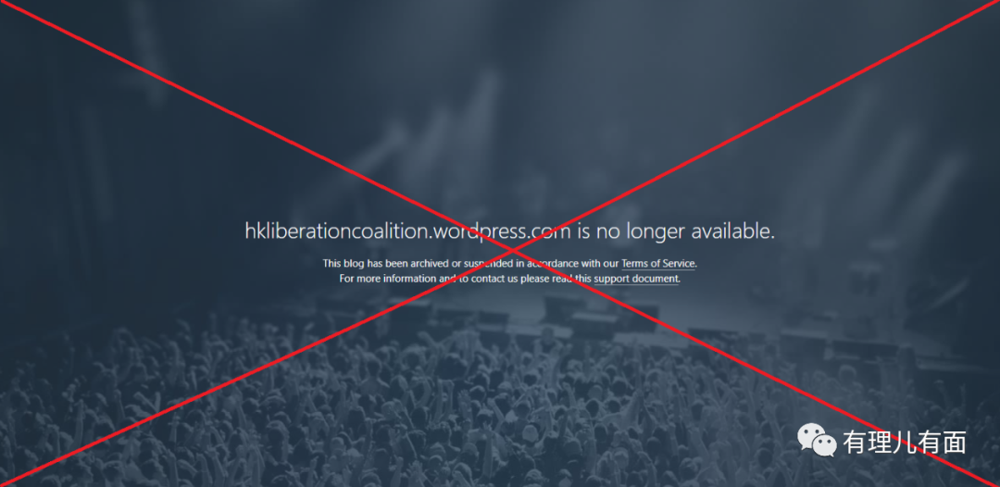 hkliberationcoalition.wordpress.com is no longer available.
This blog has been archived or suspended in accordance with our Terms of Service.
For more information and to contact us please read this support document.
有理儿有面